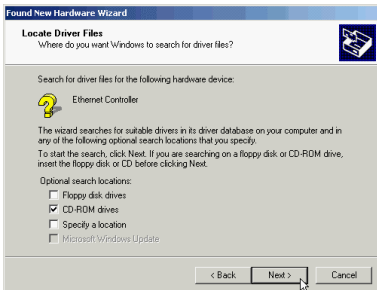 Found New Hardware Wizard
Locate Driver Files
Where do you want Windows to search for driver files?
Search for driver files for the following hardware device:
Ethernet Controller
The wizard searches for suitable drivers in its driver database on your computer and in
any of the following optional search locations that you specify.
To start the search, click Next. If you are searching on a floppy disk or CD-ROM drive,
insert the floppy disk or CD before clicking Next.
Optional search locations:
Floppy disk drives
CD-ROM drives
Specify a location
Microsoft Windows Update
< Back Next > Cancel